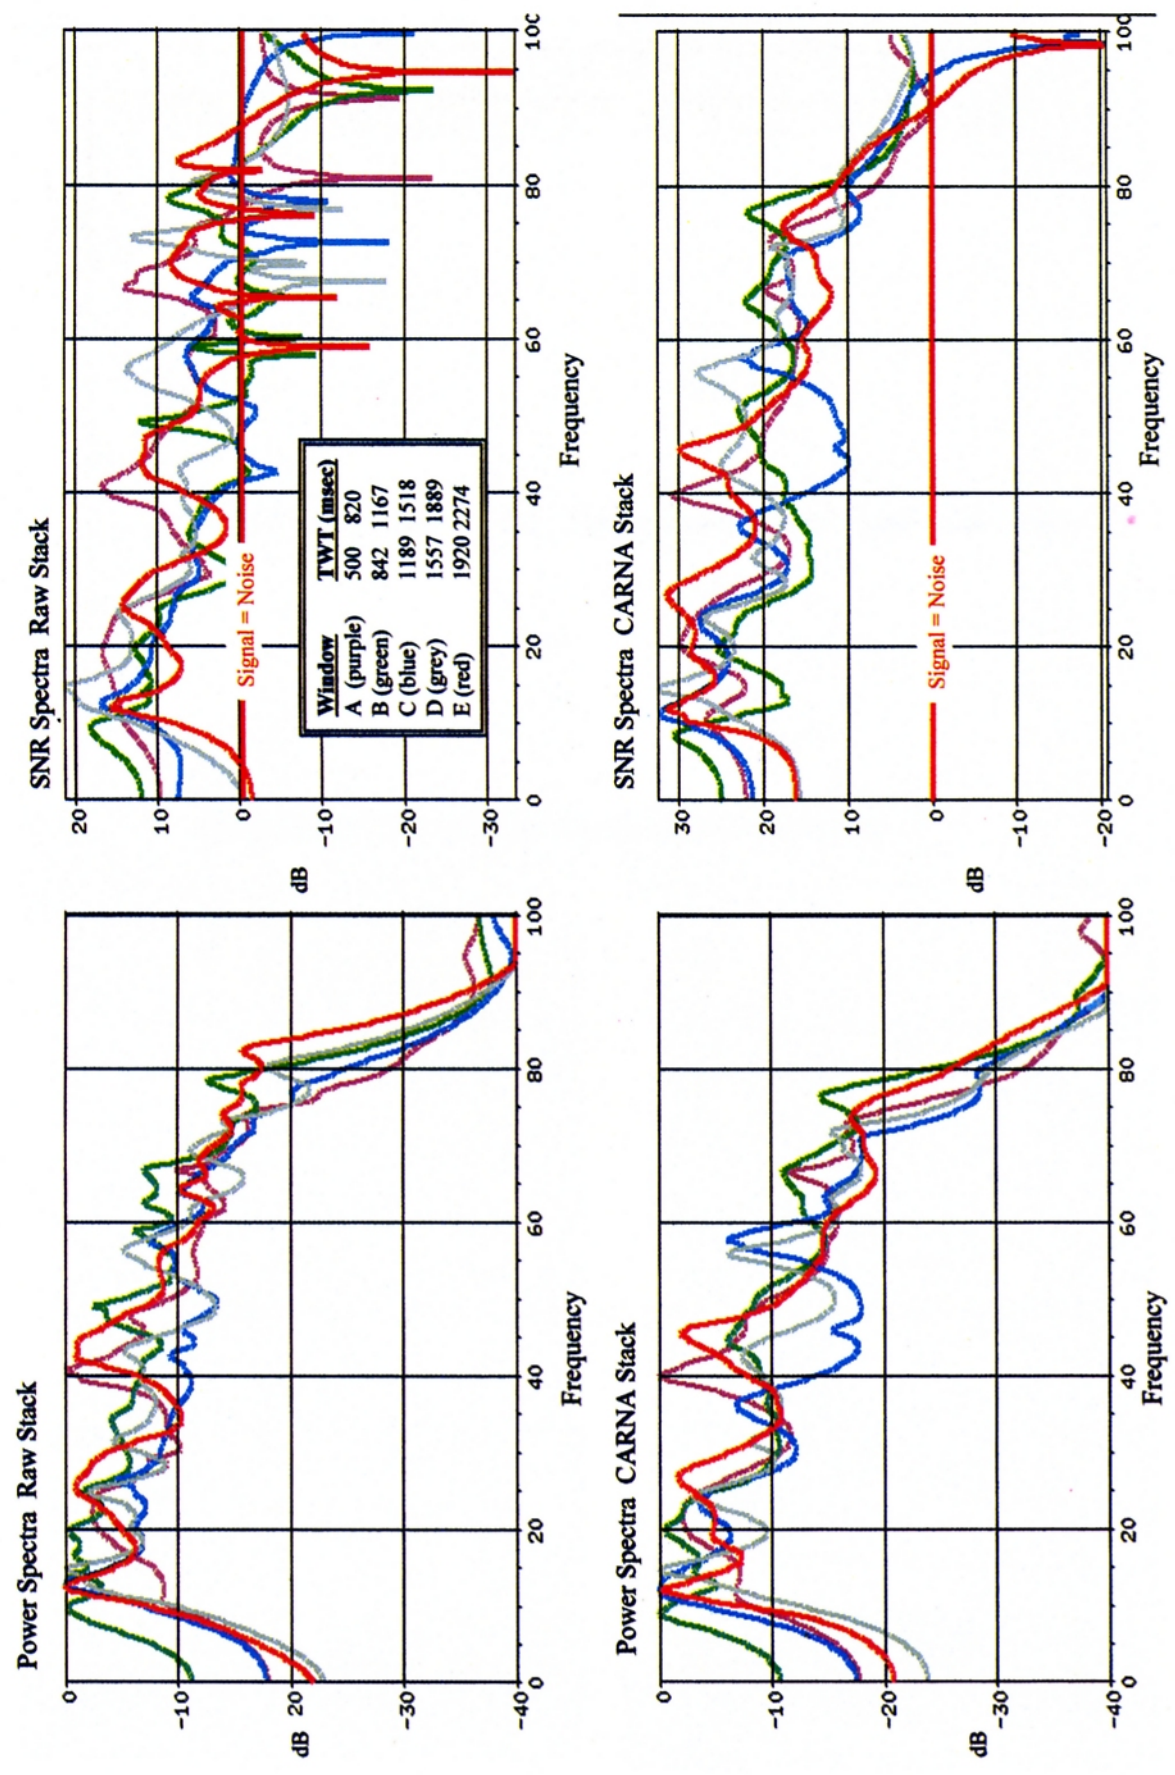 Power Spectra Raw Stack
dB
0
-10
-20
-30
-40
0
20
40
60
80
100
Frequency
SNR Spectra Raw Stack
dB
20
10
0
-10
-20
-30
0
20
40
60
80
100
Frequency
Signal = Noise
Window TWT (msec)
A (purple) 500 820
B (green) 842 1167
C (blue) 1189 1518
D (grey) 1557 1889
E (red) 1920 2274
Power Spectra CARNA Stack
dB
0
-10
-20
-30
-40
0
20
40
60
80
100
Frequency
SNR Spectra CARNA Stack
dB
30
20
10
0
-10
-20
0
20
40
60
80
100
Frequency
Signal = Noise